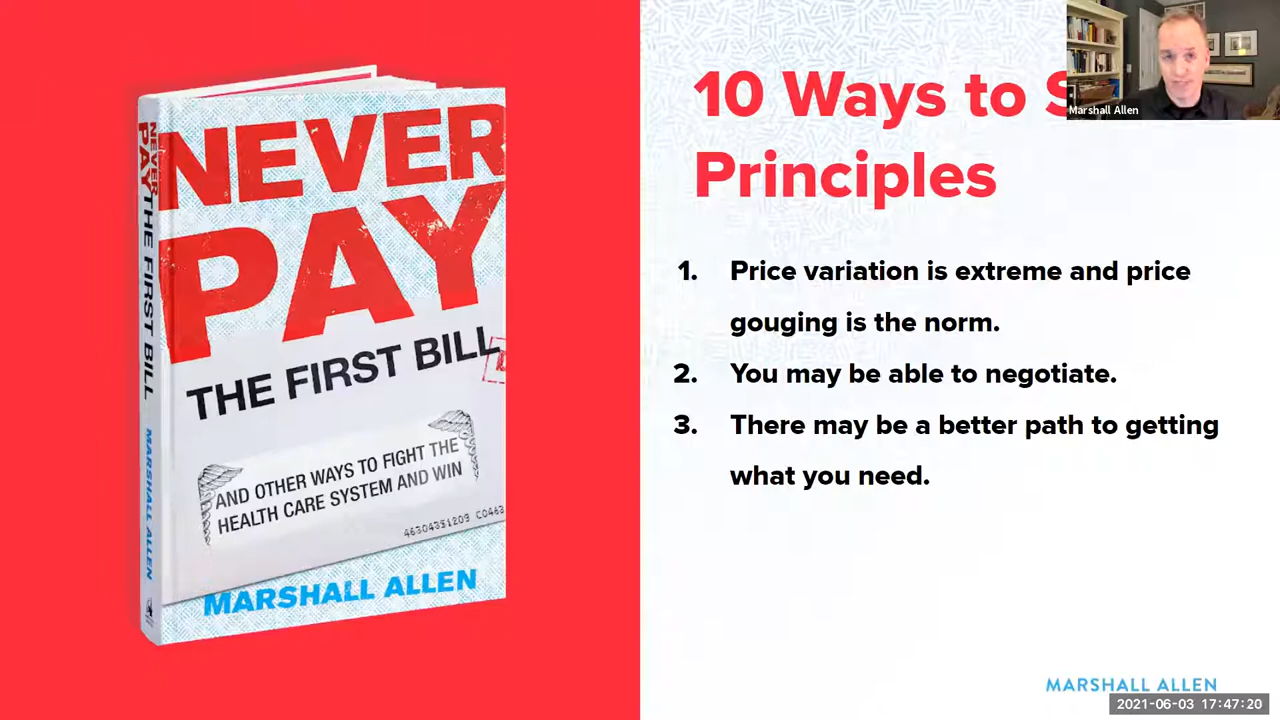 NEVER
PAY
THE FIRST BILL
AND OTHER WAYS TO FIGHT THE
HEALTH CARE SYSTEM AND WIN
46304351209 C0463
MARSHALL ALLEN
NEVER
PAY
THE FIRST BILL
MARSHALL ALLEN
10 Ways to
Principles
1. Price variation is extreme and price
gouging is the norm.
2. You may be able to negotiate.
3. There may be a better path to getting
what you need.
Marshall Allen
MARSHALL ALLEN
2021-06-03 17:47:20